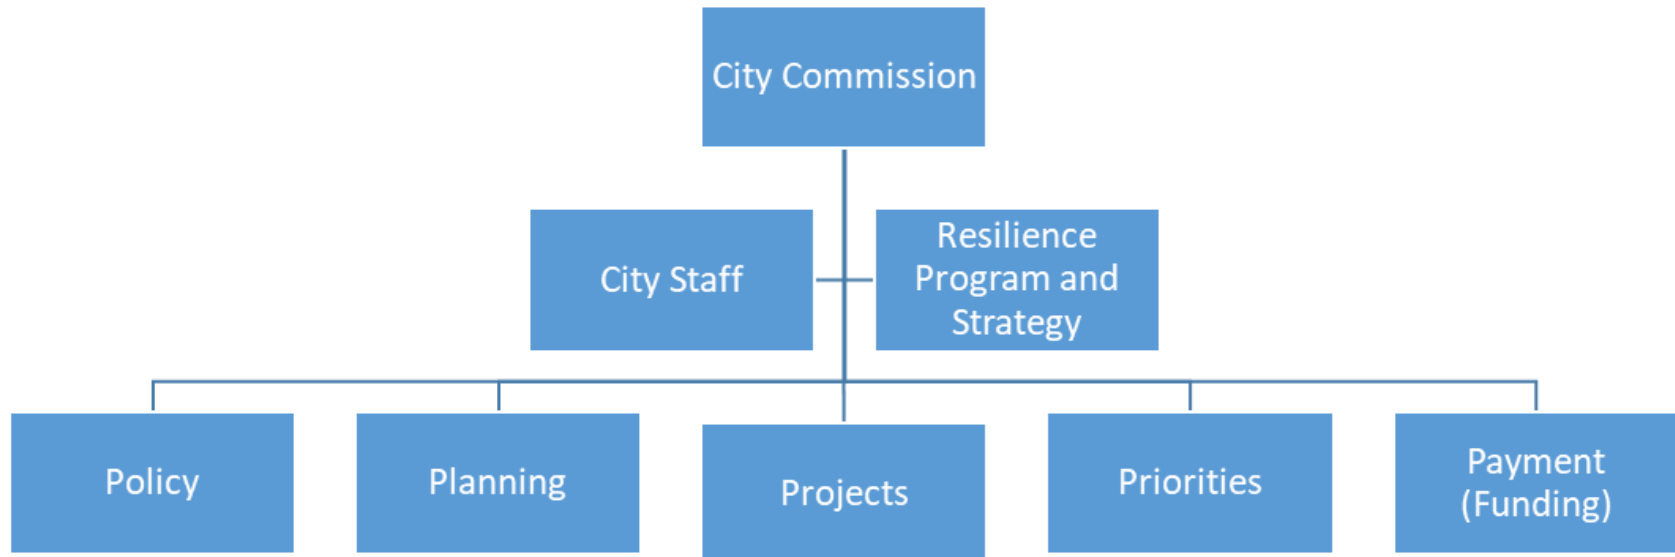 City Commission
City Staff
Resilience
Program and
Strategy
Policy
Planning
Projects
Priorities
Payment
(Funding)